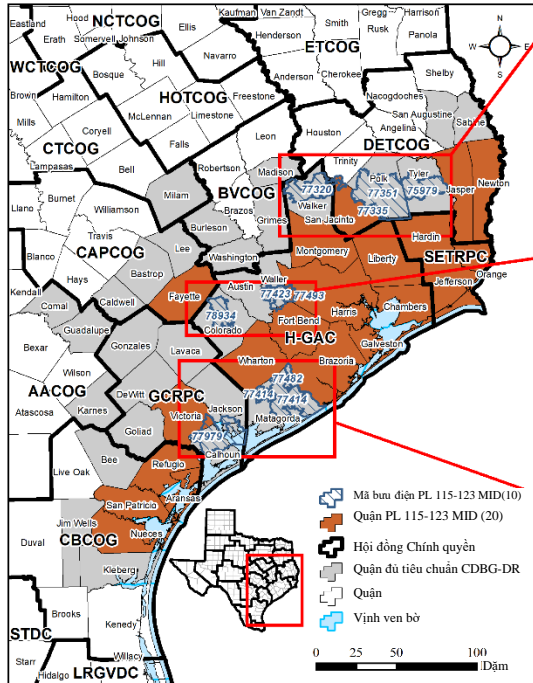 Hood
Kaufman
Van Zandt
Gregg
Harrison
NCTCOG
Smith
Rusk
Eastland
Erath
Somervell
Johnson
Ellis
Henderson
ETCOG
Panola
Hill
Navarro
WCTCOG
Bosque
Anderson
Cherokee
Shelby
Brown
Hamilton
HOTCOG
Freestone
Nacogdoches
McLennan
Limestone
San Augustine
Mills
Coryell
Leon
Houston
Angelina
Sabine
CTCOG
Falls
DETCOG
Lampasas
Bell
Robertson
Madison
Trinity
Polk
Tyler
Newton
Burnet
Milam
BVCOG
77320
77351
75979
Jasper
Llano
Williamson
Brazos
Grimes
Walker
77335
Burleson
San Jacinto
Travis
Hardin
CAPCOG
Lee
Washington
Montgomery
Liberty
SETRPC
Blanco
Bastrop
Orange
Hays
Waller
Jefferson
Kendall
Fayette
Austin
77423
77493
Comal
Caldwell
Harris
Chambers
78934
Fort Bend
Guadalupe
Colorado
H-GAC
Galveston
Bexar
Gonzales
Lavaca
Wharton
Brazoria
Wilson
77482
AACOG
DeWitt
GCRPC
Jackson
77414
77414
Karnes
Victoria
Matagorda
Atascosa
Goliad
77979
Bee
Calhoun
Live Oak
Refugio
Aransas
San Patricio
Jim Wells
Nueces
Duval
CBCOG
Kleberg
Brooks
Kenedy
STDC
Willacy
Starr
Hidalgo
LRGVDC
N
W
E
S
Mã bưu điện PL 115-123 MID(10)
Quận PL 115-123 MID (20)
Hội đồng Chính quyền
Quận đủ tiêu chuẩn CDBG-DR
Quận
Vịnh ven bờ
0 25 50 100
Dặm